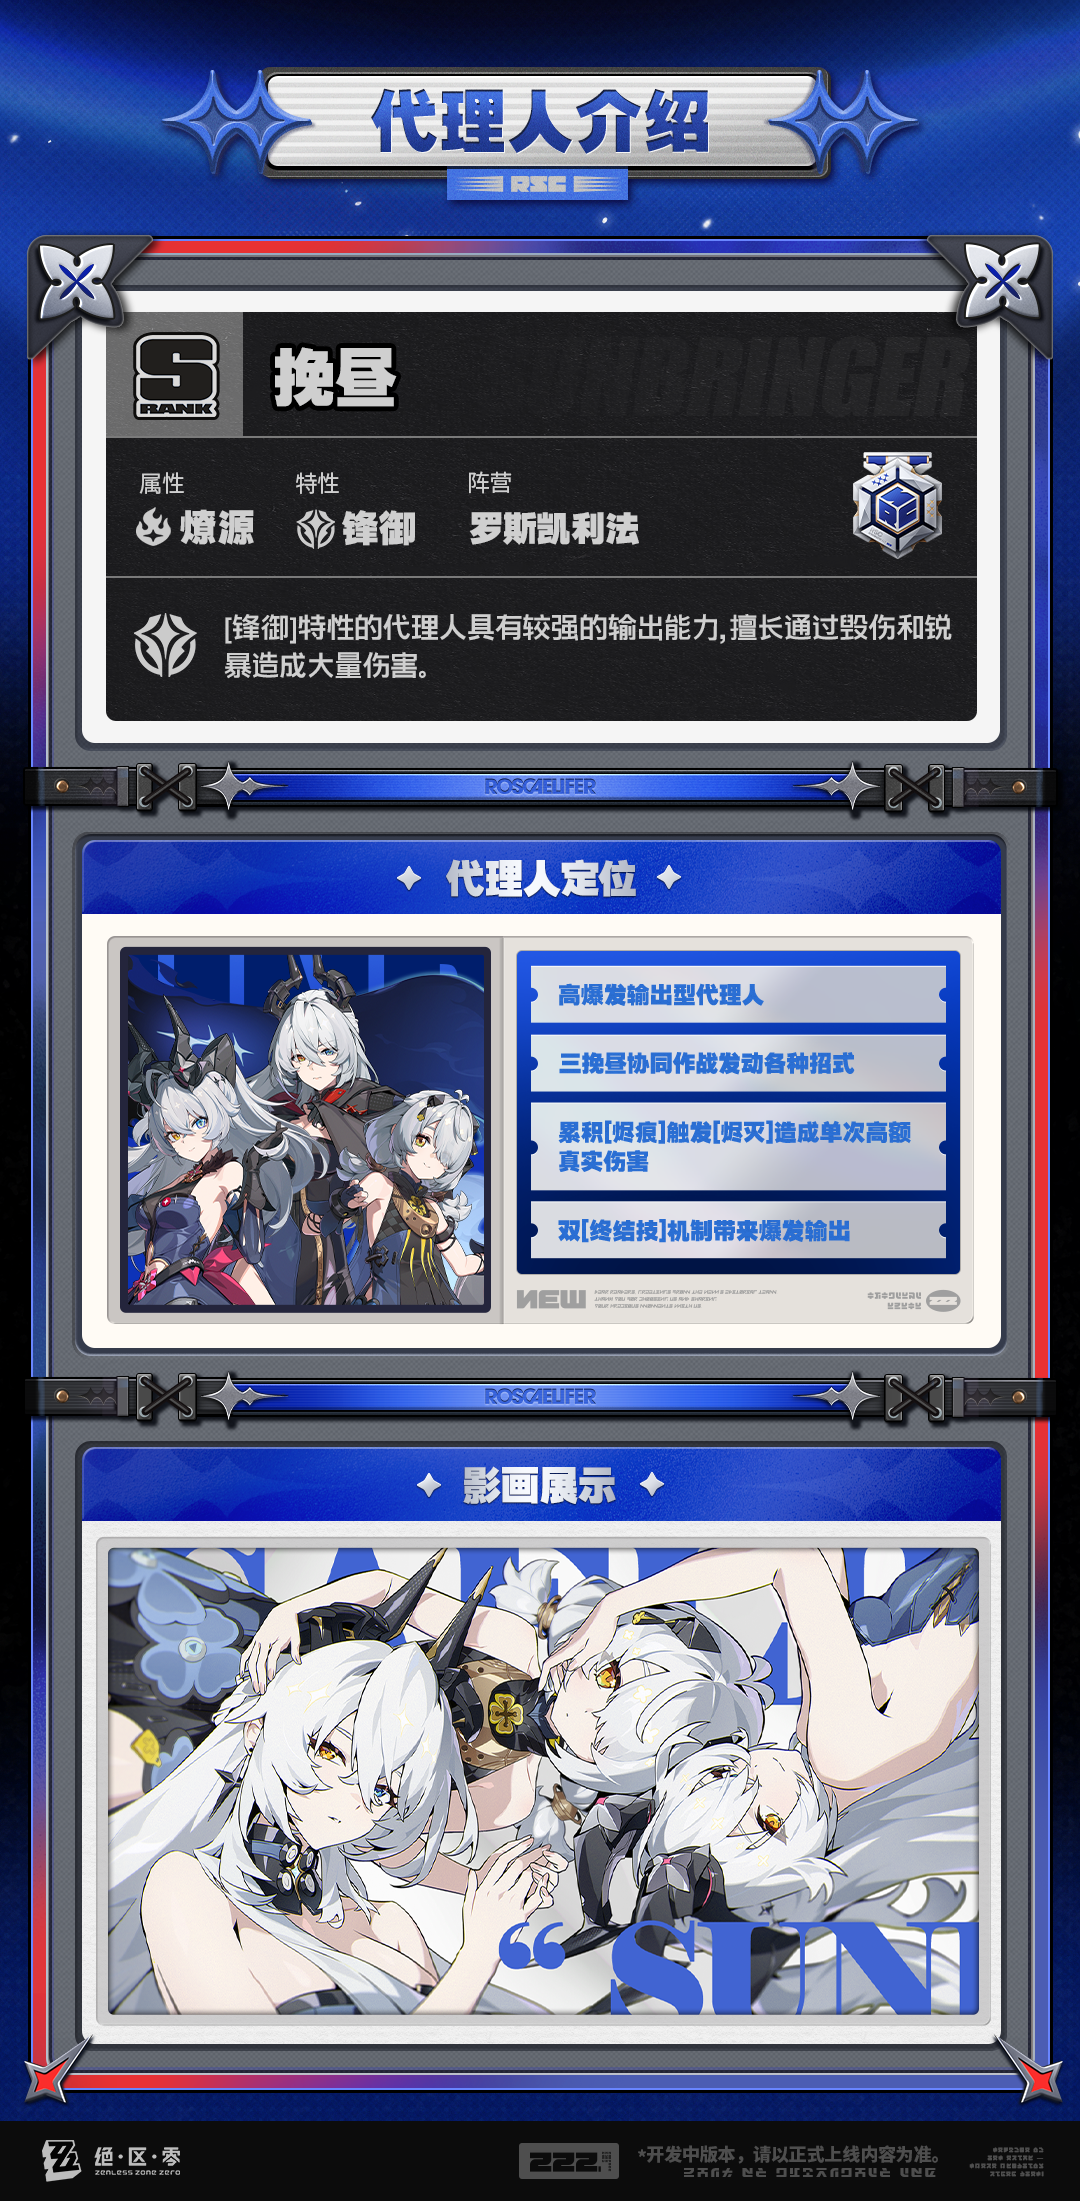 代理人介绍
RSC
S
RANK
挽昼
属性
特性
阵营
燎源
锋御
罗斯凯利法
[锋御]特性的代理人具有较强的输出能力,擅长通过毁伤和锐
暴造成大量伤害。
ROSCAELIFER
代理人定位
高爆发输出型代理人
三挽昼协同作战发动各种招式
累积[烬痕]触发[烬灭]造成单次高额
真实伤害
双[终结技]机制带来爆发输出
NEW
ROSCAELIFER
影画展示
“SUN
绝·区·零
zenless zone zero
222
*开发中版本，请以正式上线内容为准。